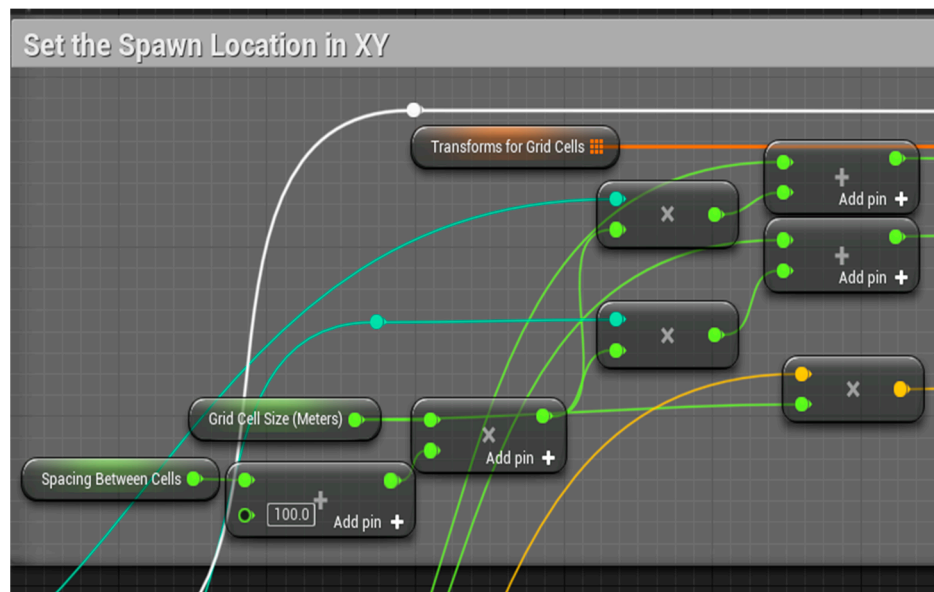 Set the Spawn Location in XY
Transforms for Grid Cells
+
Add pin +
×
+
Add pin +
×
×
Grid Cell Size (Meters)
×
Add pin +
Spacing Between Cells
+
100.0
Add pin +